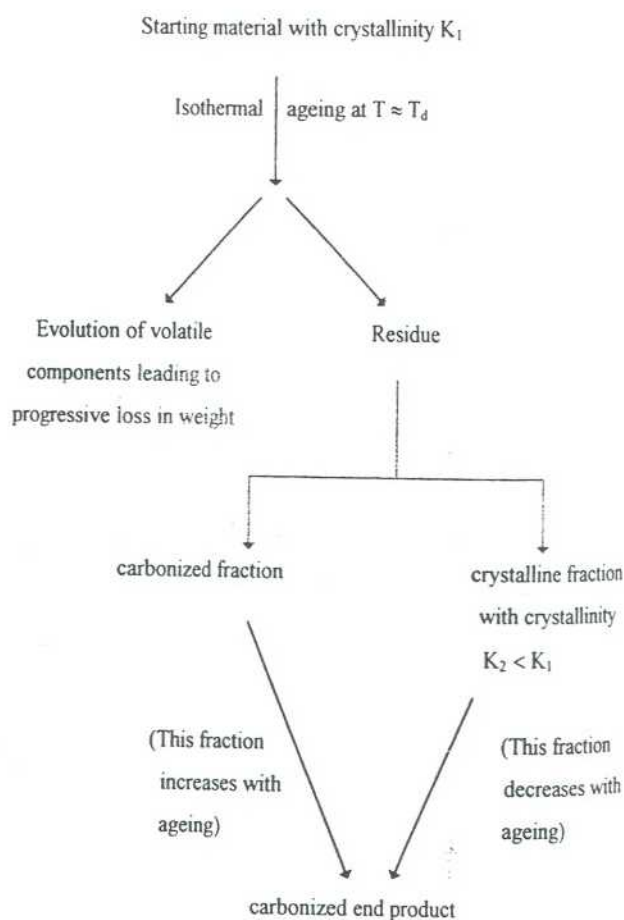 Starting material with crystallinity K₁
Isothermal ageing at T ≈ T_d
Evolution of volatile
components leading to
progressive loss in weight
Residue
carbonized fraction
crystalline fraction
with crystallinity
K₂ < K₁
(This fraction
increases with
ageing)
(This fraction
decreases with
ageing)
carbonized end product